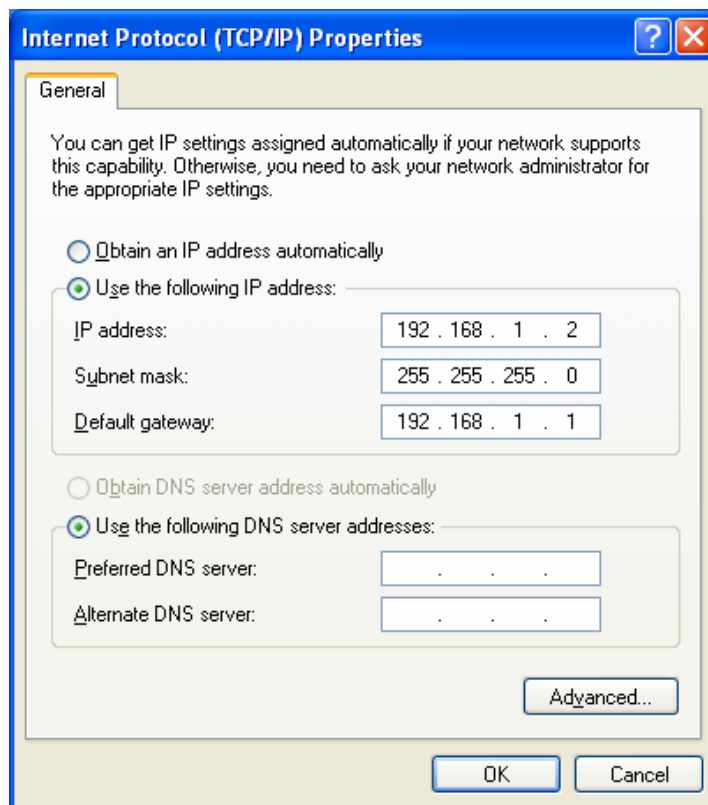 Internet Protocol (TCP/IP) Properties
General
You can get IP settings assigned automatically if your network supports
this capability. Otherwise, you need to ask your network administrator for
the appropriate IP settings.
Obtain an IP address automatically
Use the following IP address:
IP address: 192 . 168 . 1 . 2
Subnet mask: 255 . 255 . 255 . 0
Default gateway: 192 . 168 . 1 . 1
Obtain DNS server address automatically
Use the following DNS server addresses:
Preferred DNS server: . . .
Alternate DNS server: . . .
Advanced...
OK Cancel